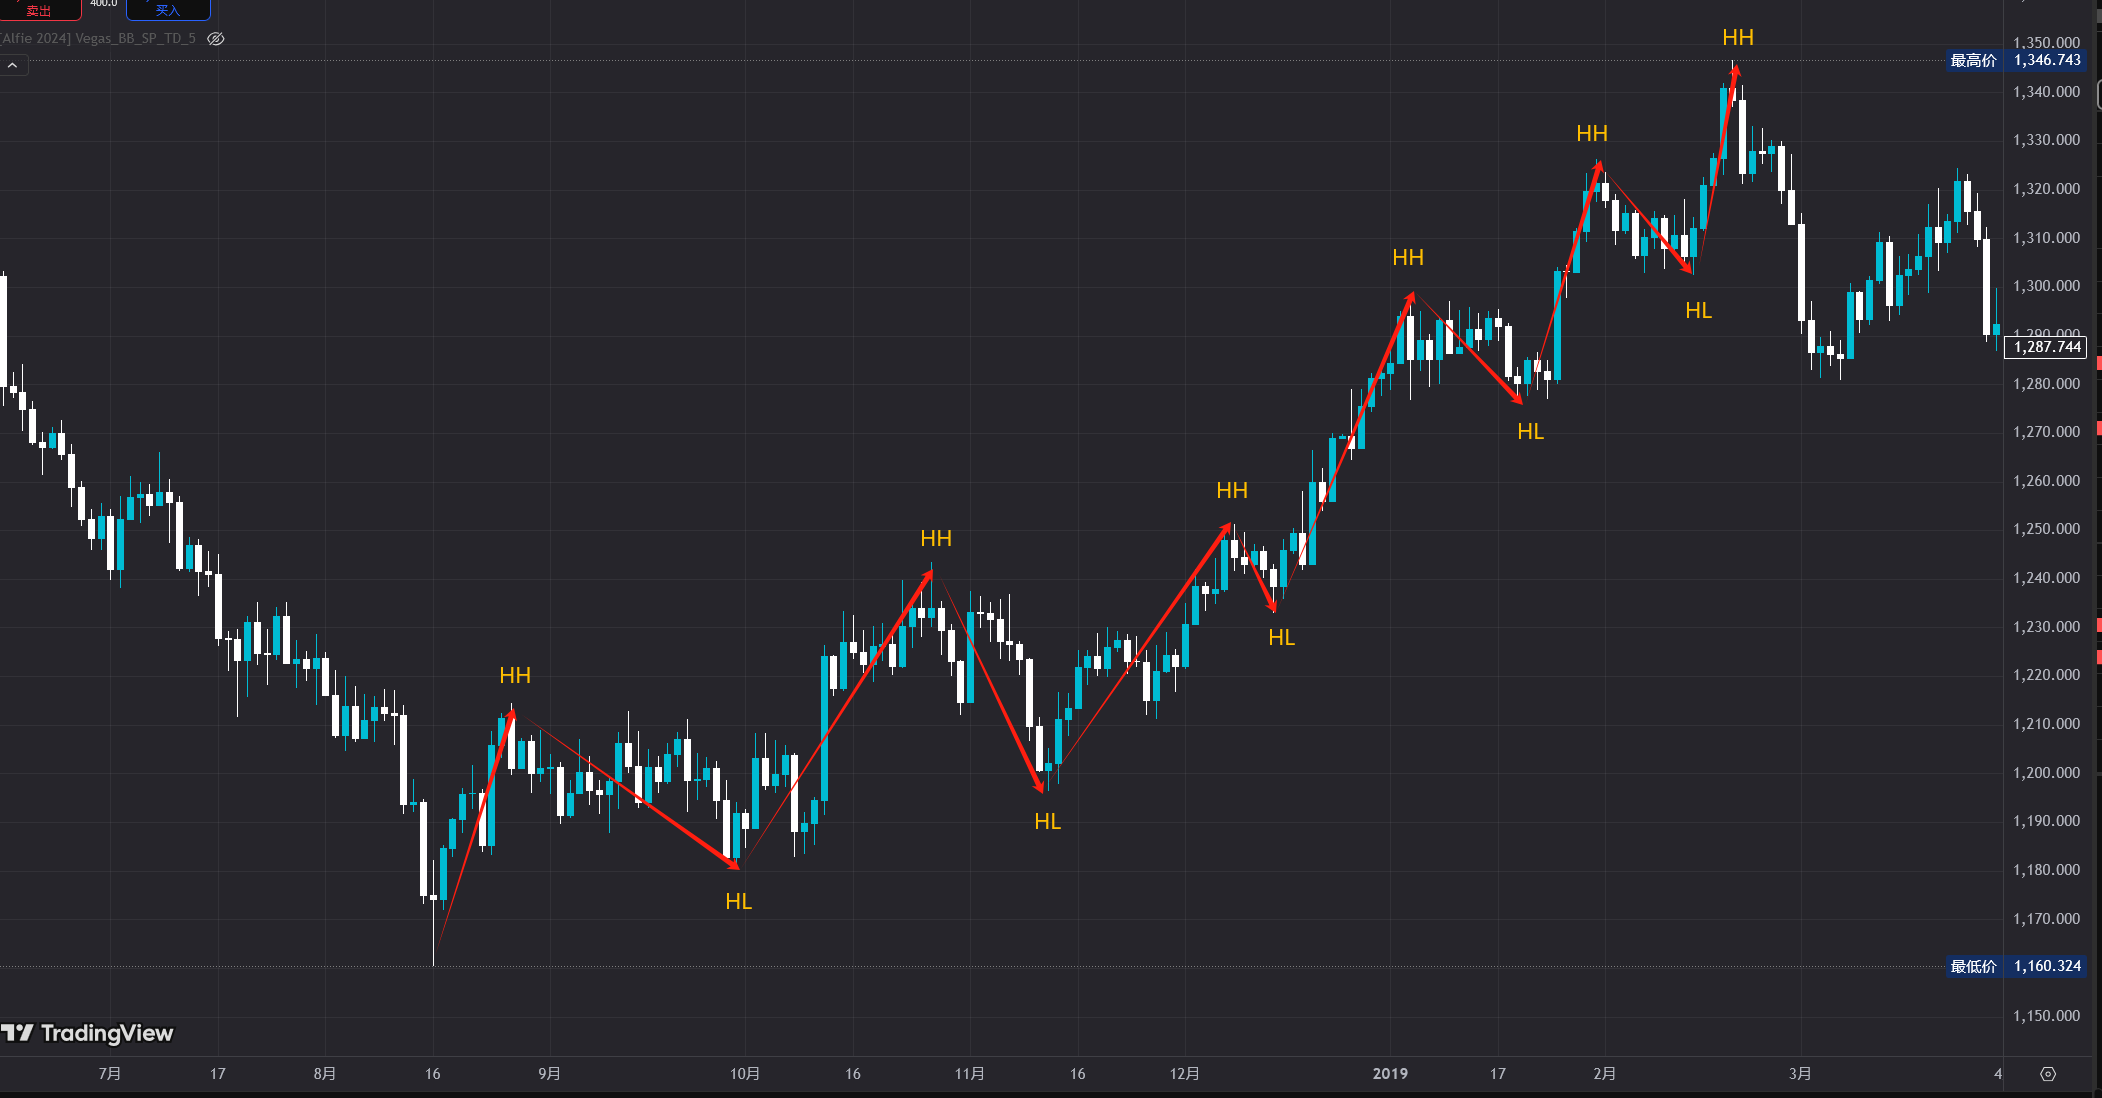 卖出
400.0
买入
[Alfie 2024] Vegas_BB_SP_TD_5
HH
1,350.000
最高价 1,346.743
1,340.000
HH
1,330.000
1,320.000
1,310.000
HH
1,300.000
HL
1,290.000
1,287.744
1,280.000
HL
1,270.000
1,260.000
HH
1,250.000
HH
1,240.000
HL
1,230.000
HH
1,220.000
1,210.000
1,200.000
HL
1,190.000
1,180.000
HL
1,170.000
最低价 1,160.324
1,150.000
TradingView
7月 17 8月 16 9月 10月 16 11月 16 12月 2019 17 2月 3月 4